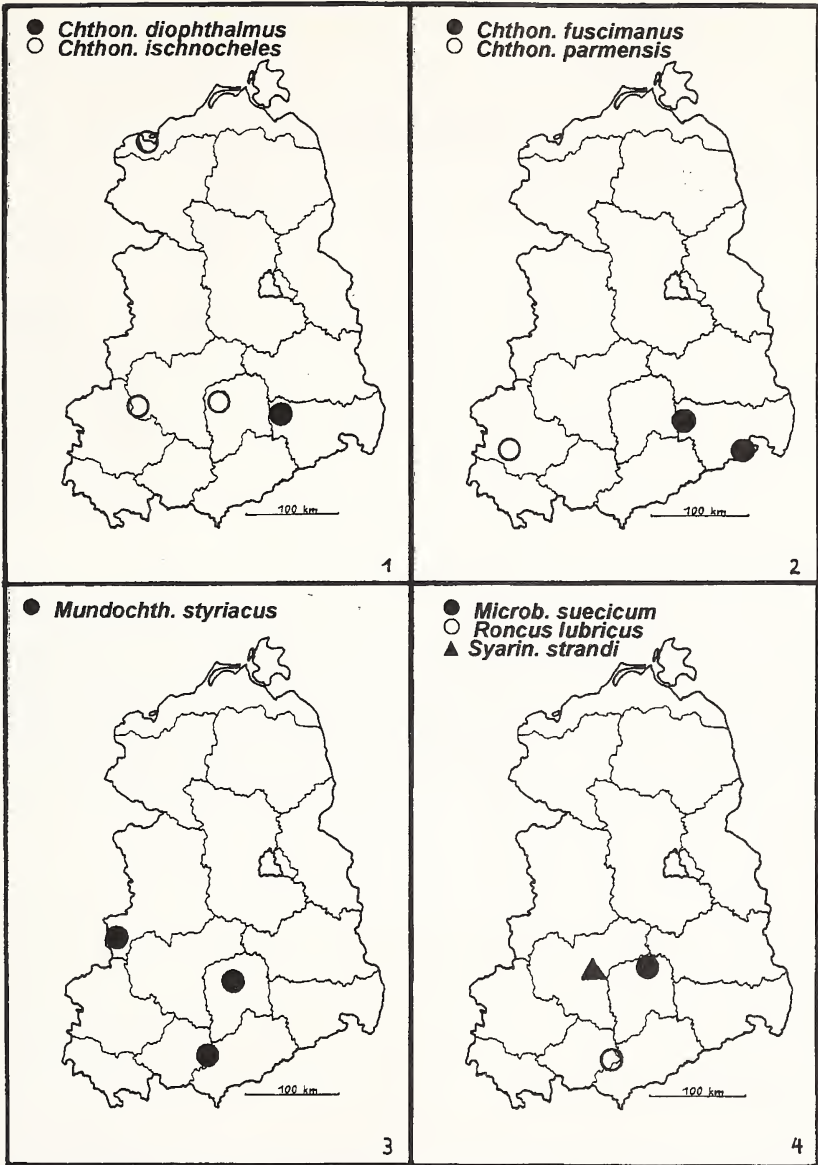 Chthon. diophthalmus
Chthon. ischnocheles
100 km
1
Chthon. fuscimanus
Chthon. parmensis
100 km
2
Mundochth. styriacus
100 km
3
Microb. suecicum
Roncus lubricus
Syarin. strandi
100 km
4